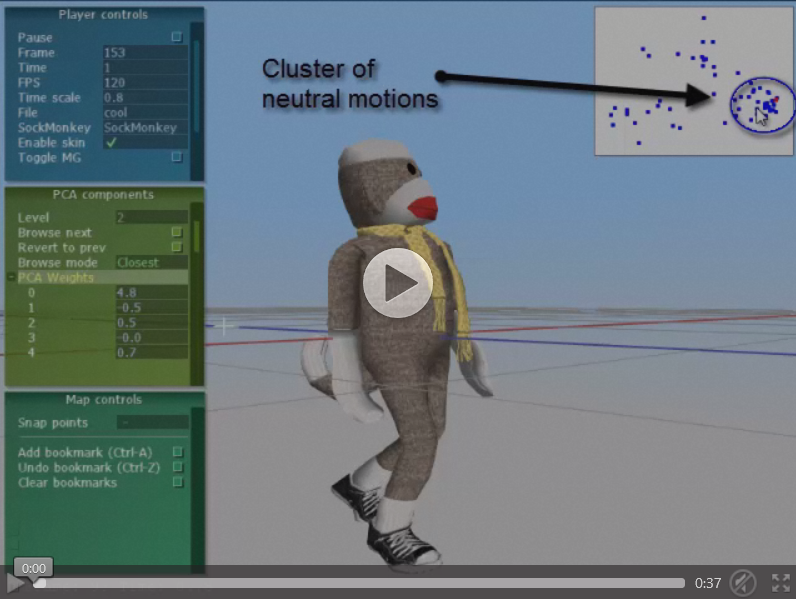 Player controls
Pause
Frame 153
Time 1
FPS 120
Time scale 0.8
File cool
SockMonkey SockMonkey
Enable skin
Toggle MG
Cluster of
neutral motions
PCA components
Level 2
Browse next
Revert to prev
Browse mode Closest
PCA Weights
0 4.8
1 -0.5
2 0.5
3 -0.0
4 0.7
Map controls
Snap points -
Add bookmark (Ctrl-A)
Undo bookmark (Ctrl-Z)
Clear bookmarks
0:00
0:37